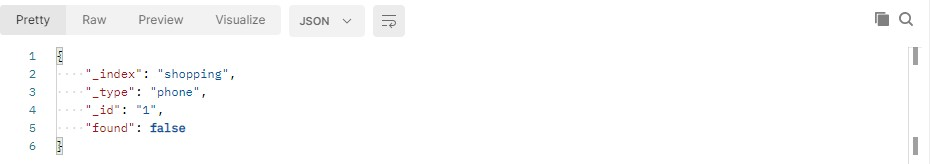 Pretty Raw Preview Visualize JSON
1 {
2 "_index": "shopping",
3 "_type": "phone",
4 "_id": "1",
5 "found": false
6 }